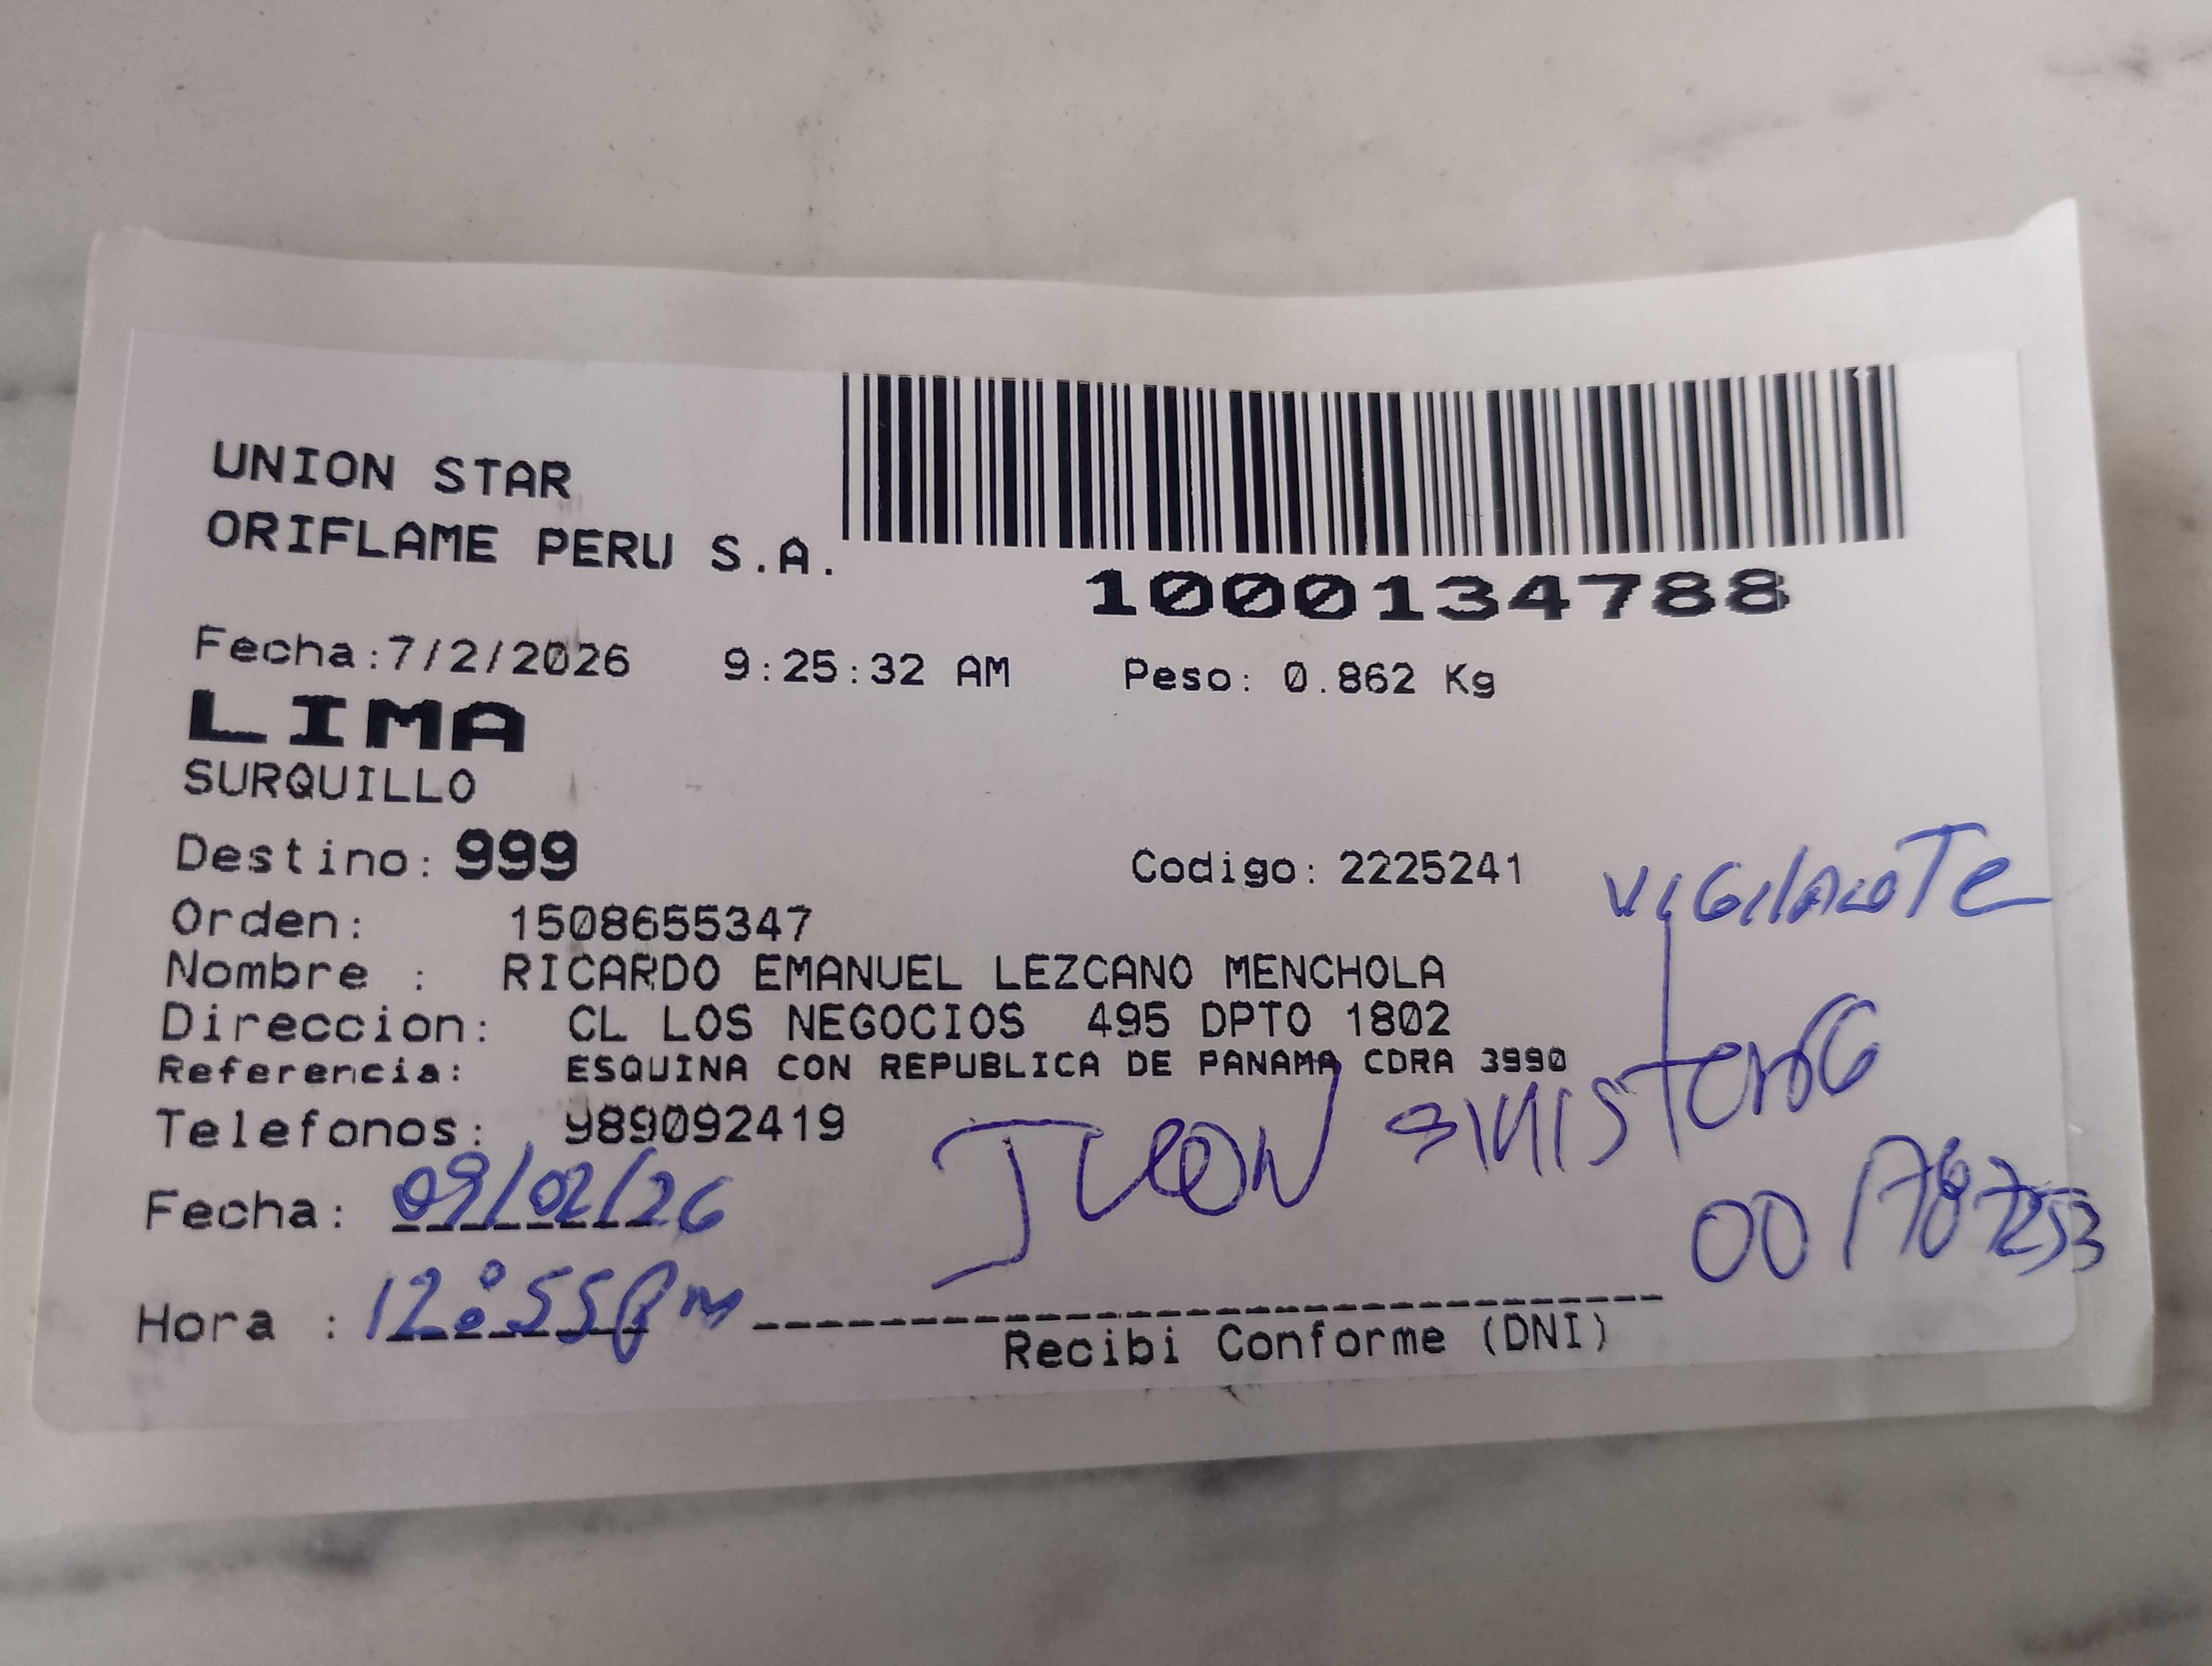 UNION STAR
ORIFLAME PERU S.A.
1000134788
Fecha:7/2/2026 9:25:32 AM Peso: 0.862 Kg
LIMA
SURQUILLO
Destino: 999 Codigo: 2225241
Orden: 1508655347
Nombre : RICARDO EMANUEL LEZCANO MENCHOLA
Direccion: CL LOS NEGOCIOS 495 DPTO 1802
Referencia: ESQUINA CON REPUBLICA DE PANAMA CDRA 3990
Telefonos: 989092419
JUAN
Fecha: 09/02/26
Hora : 12:55pm
Recibi Conforme (DNI)